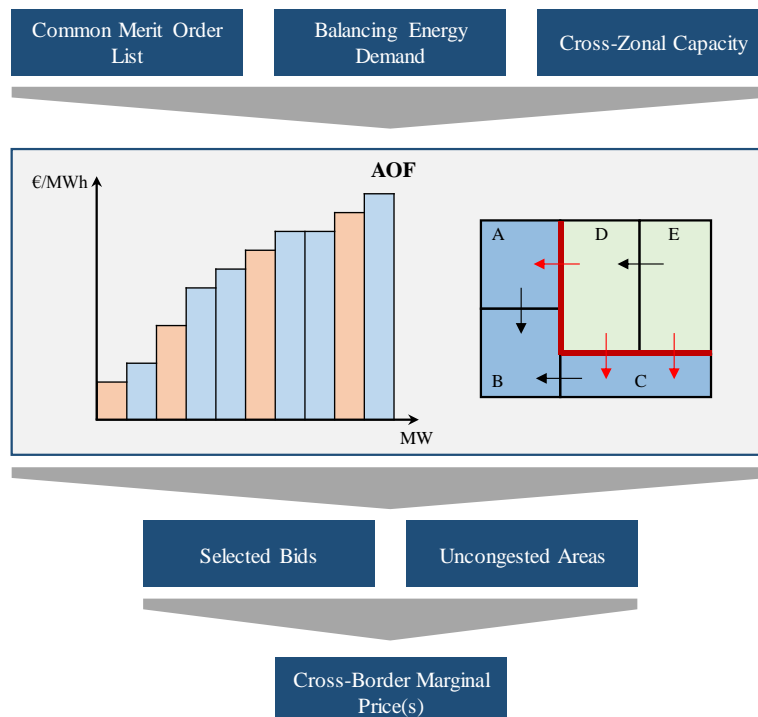 Common Merit Order
List
Balancing Energy
Demand
Cross-Zonal Capacity
AOF
€/MWh
MW
A
D
E
B
C
Selected Bids
Uncongested Areas
Cross-Border Marginal
Price(s)